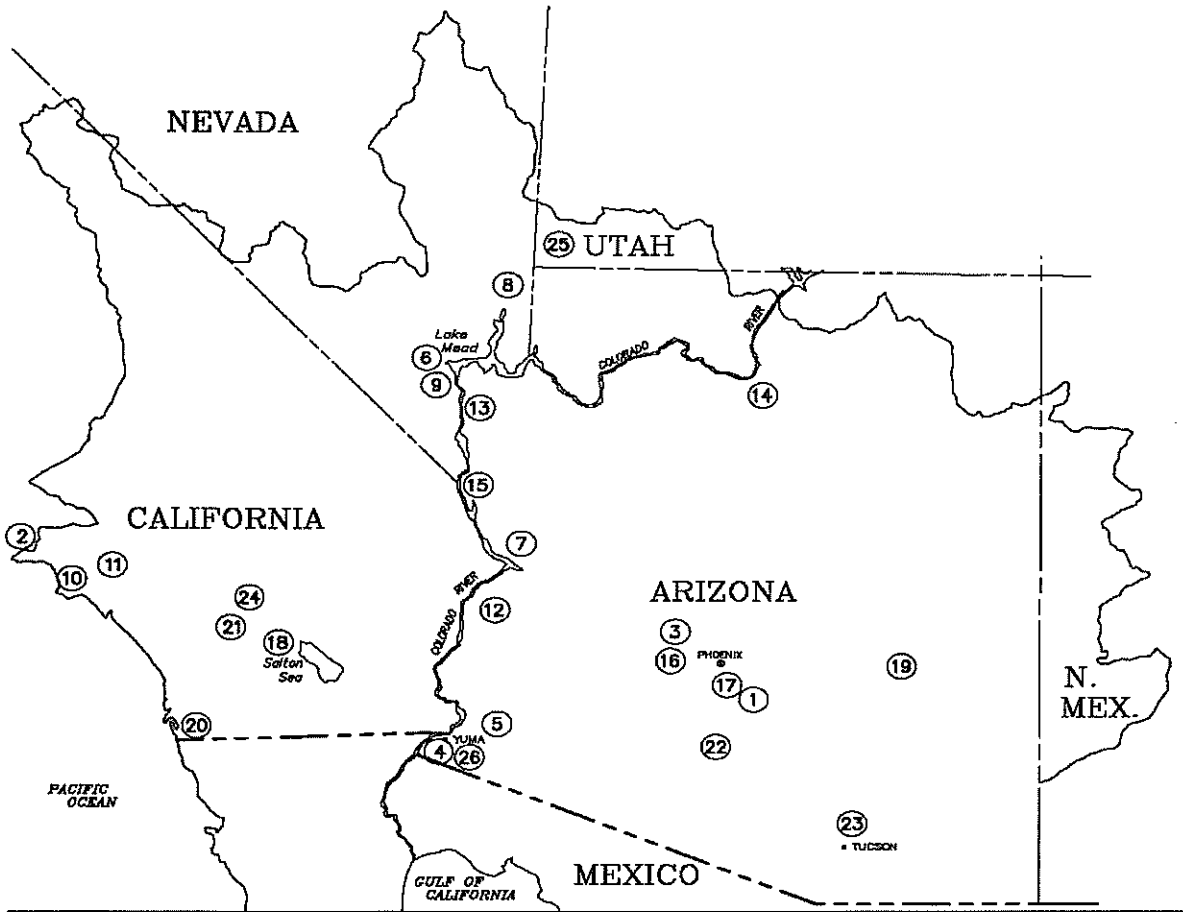 NEVADA
25 UTAH
8
Lake
Mead
6
9
13
COLORADO
RIVER
14
15
CALIFORNIA
2
11
10
7
24
21
18
Salton
Sea
COLORADO
RIVER
12
ARIZONA
3
16
PHOENIX
17
1
19
N.
MEX.
20
5
YUMA
4
26
22
PACIFIC
OCEAN
23
TUCSON
MEXICO
GULF OF
CALIFORNIA